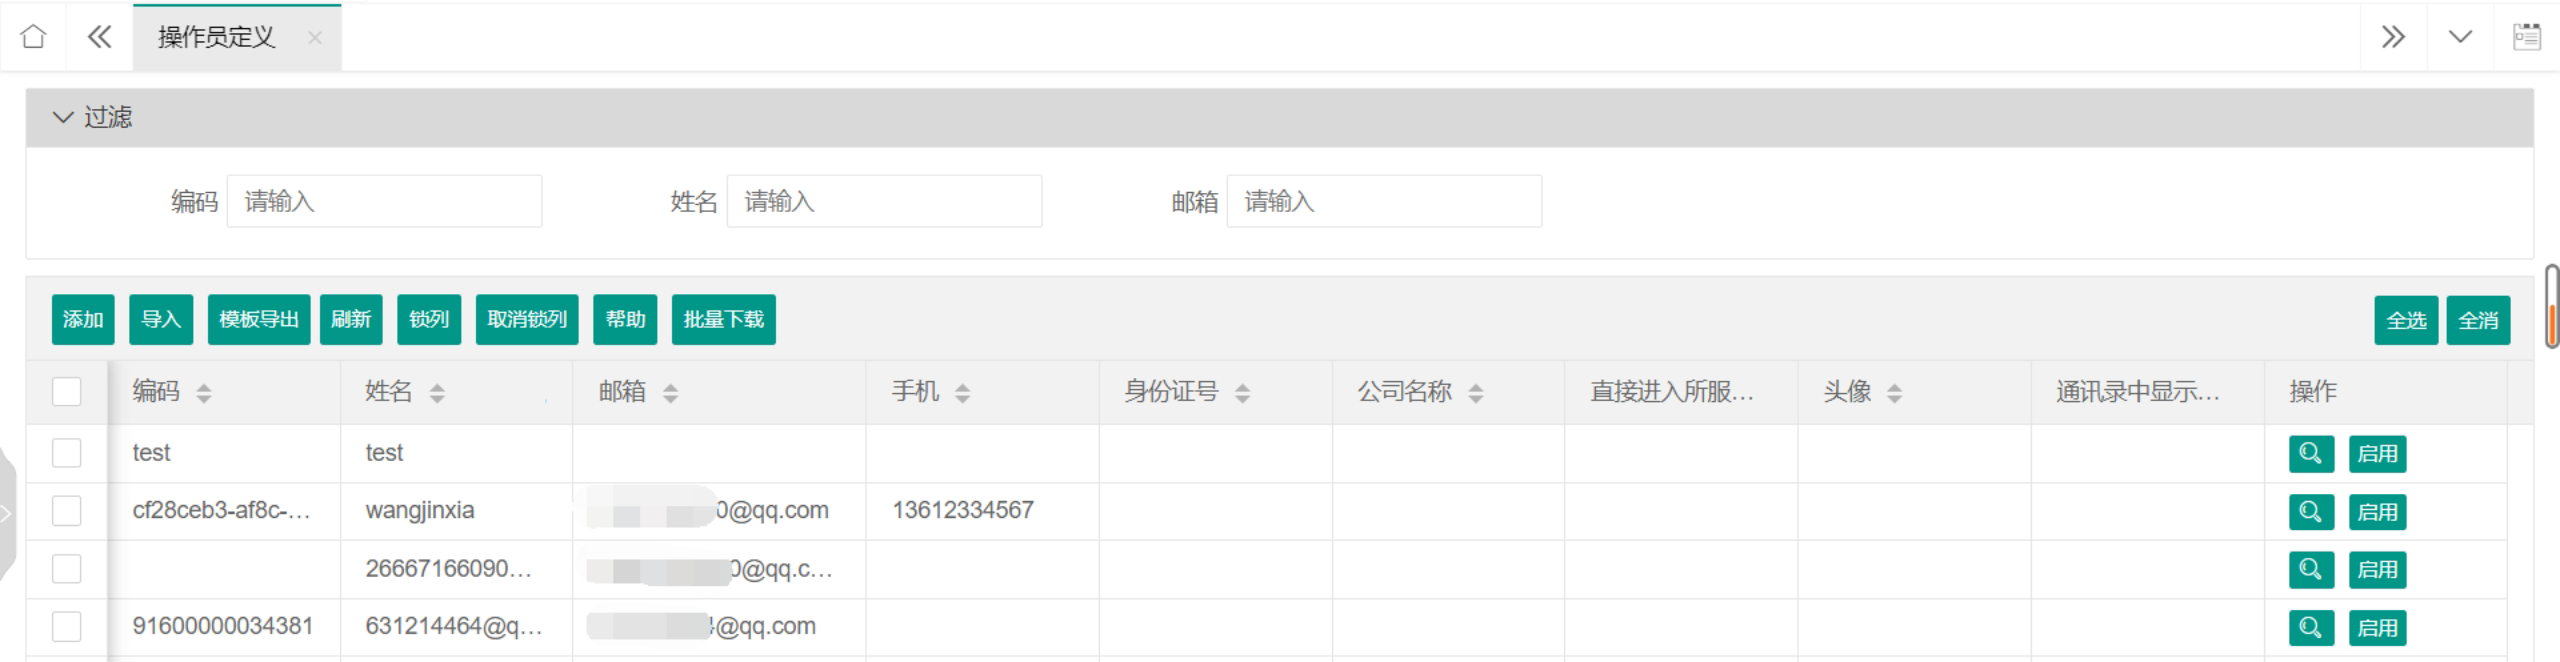 操作员定义
过滤
编码 请输入 姓名 请输入 邮箱 请输入
添加 导入 模板导出 刷新 锁列 取消锁列 帮助 批量下载 全选 全消
编码 姓名 邮箱 手机 身份证号 公司名称 直接进入所服... 头像 通讯录中显示... 操作
test test 启用
cf28ceb3-af8c-... wangjinxia 0@qq.com 13612334567 启用
26667166090... 0@qq.c... 启用
91600000034381 631214464@q... @qq.com 启用